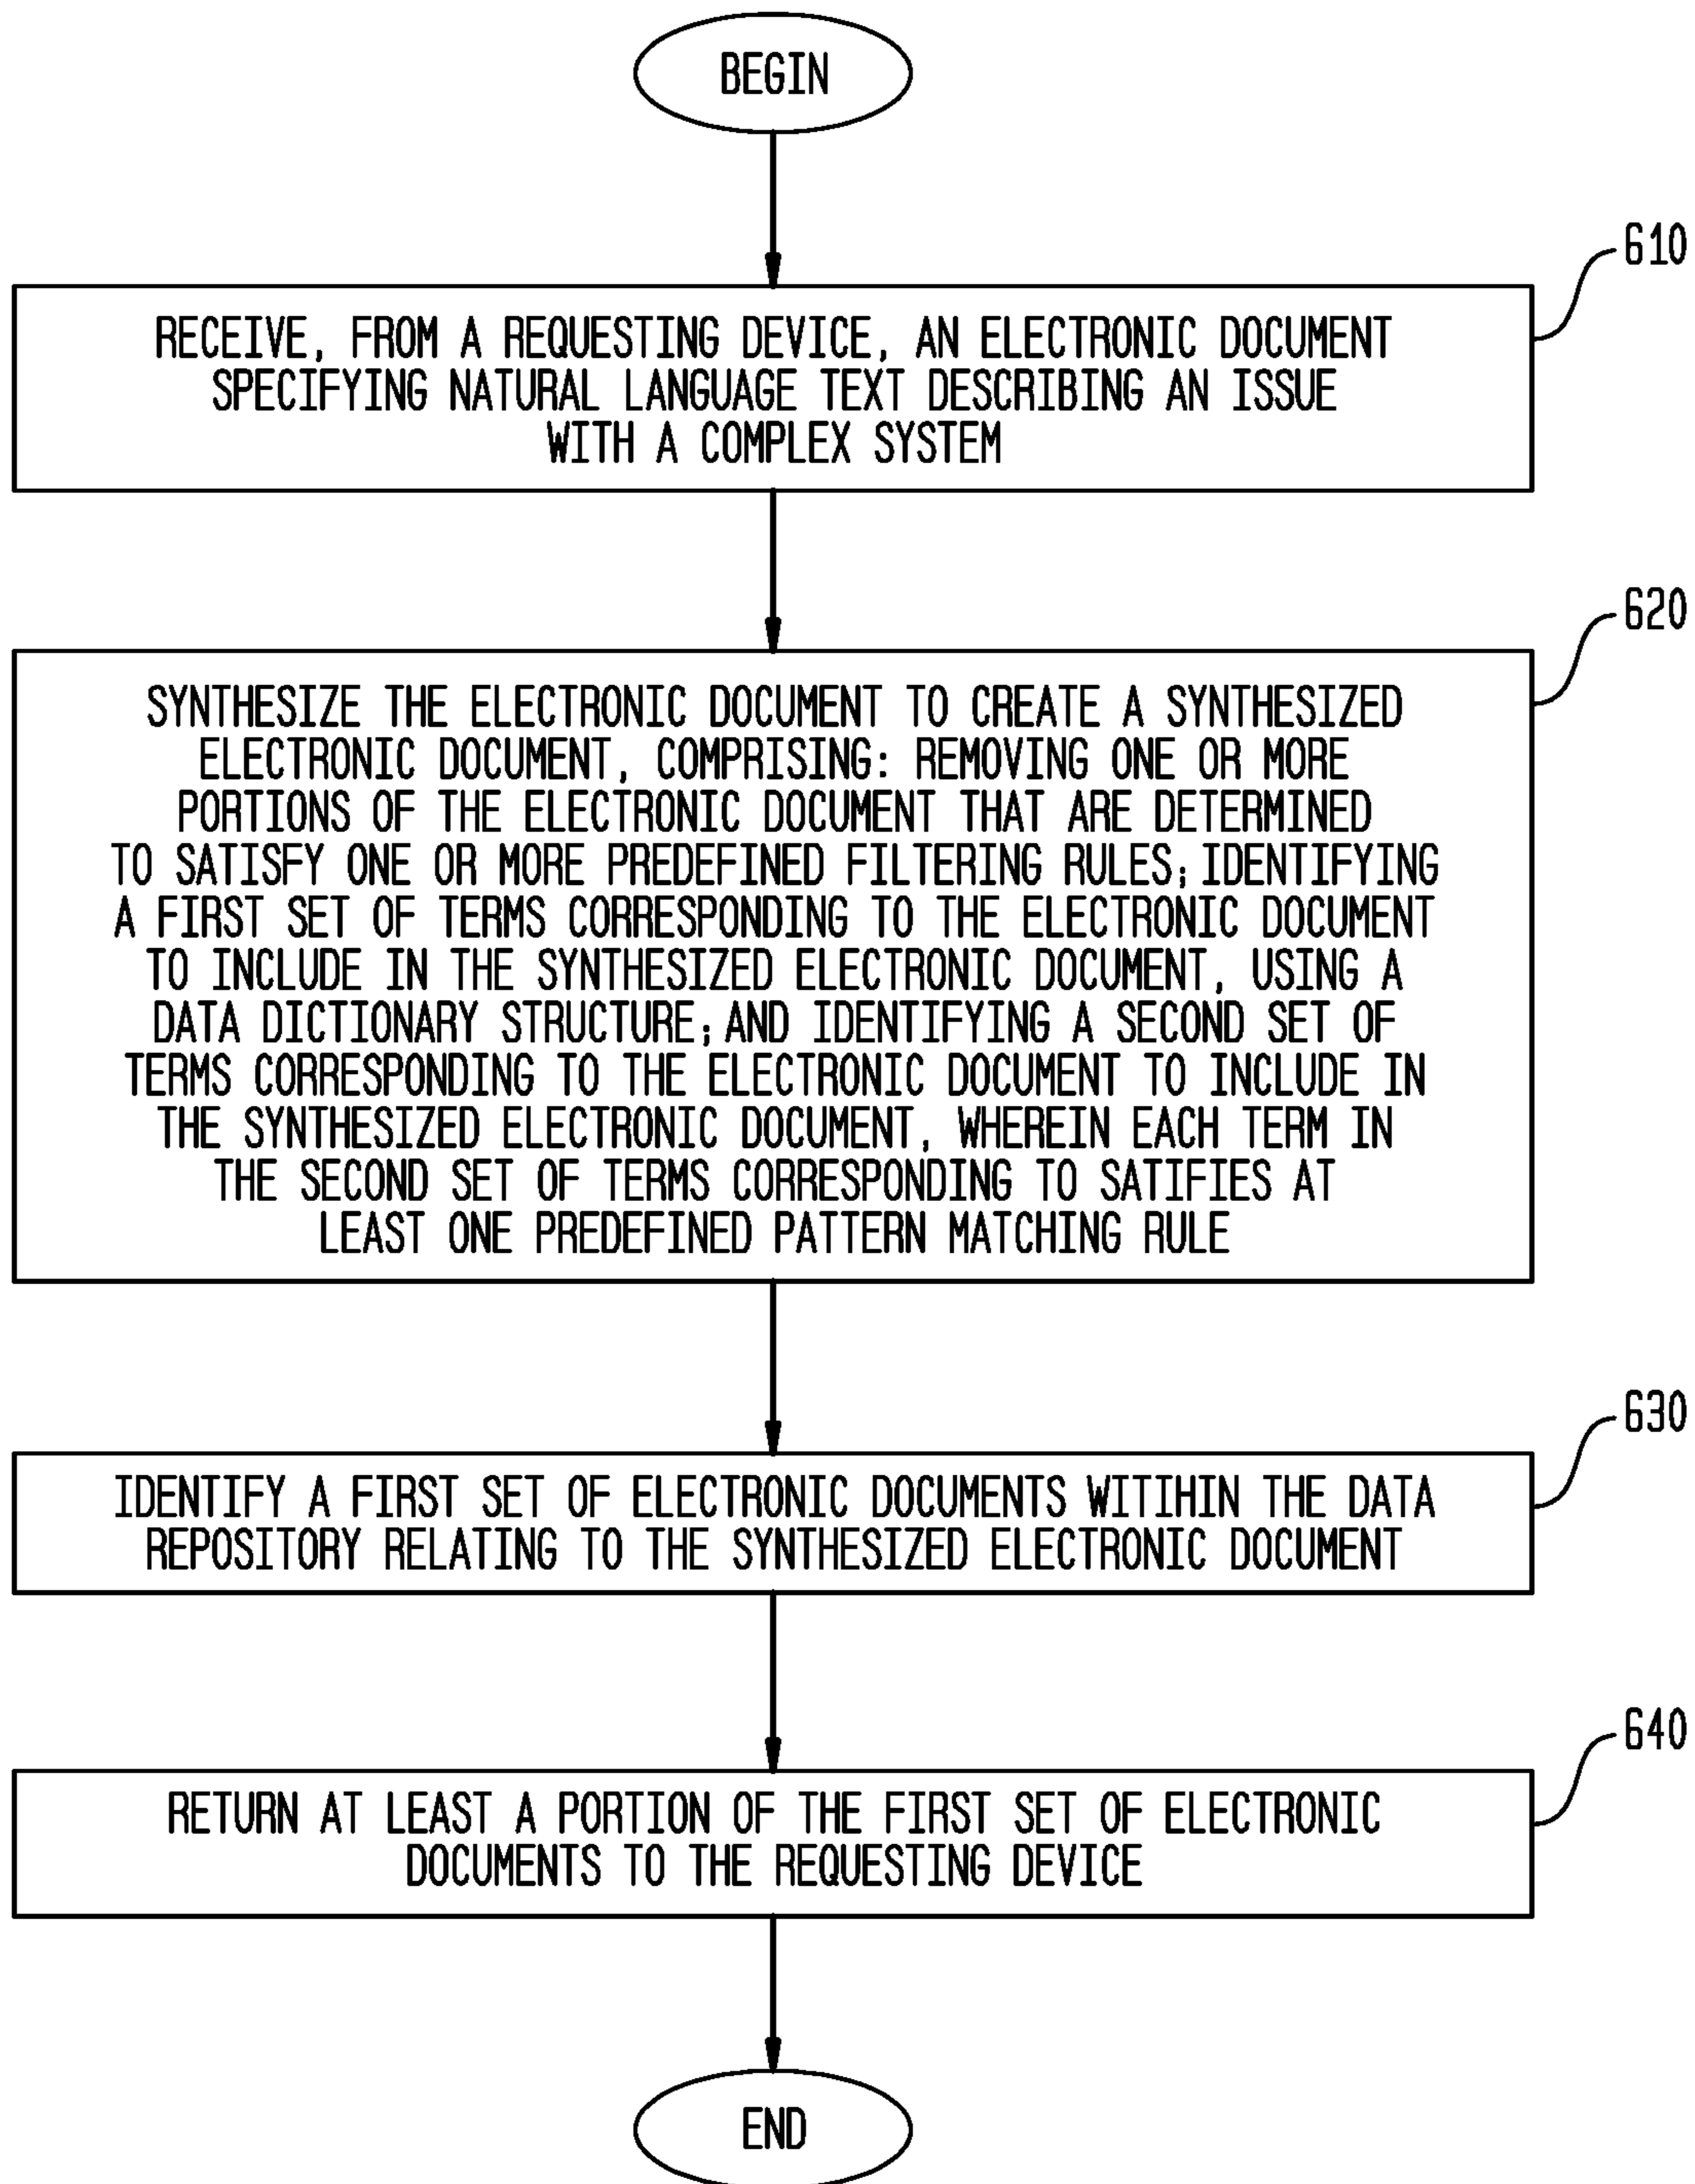 BEGIN
610
RECEIVE, FROM A REQUESTING DEVICE, AN ELECTRONIC DOCUMENT
SPECIFYING NATURAL LANGUAGE TEXT DESCRIBING AN ISSUE
WITH A COMPLEX SYSTEM
620
SYNTHESIZE THE ELECTRONIC DOCUMENT TO CREATE A SYNTHESIZED
ELECTRONIC DOCUMENT, COMPRISING: REMOVING ONE OR MORE
PORTIONS OF THE ELECTRONIC DOCUMENT THAT ARE DETERMINED
TO SATISFY ONE OR MORE PREDEFINED FILTERING RULES; IDENTIFYING
A FIRST SET OF TERMS CORRESPONDING TO THE ELECTRONIC DOCUMENT
TO INCLUDE IN THE SYNTHESIZED ELECTRONIC DOCUMENT, USING A
DATA DICTIONARY STRUCTURE; AND IDENTIFYING A SECOND SET OF
TERMS CORRESPONDING TO THE ELECTRONIC DOCUMENT TO INCLUDE IN
THE SYNTHESIZED ELECTRONIC DOCUMENT, WHEREIN EACH TERM IN
THE SECOND SET OF TERMS CORRESPONDING TO SATIFIES AT
LEAST ONE PREDEFINED PATTERN MATCHING RULE
630
IDENTIFY A FIRST SET OF ELECTRONIC DOCUMENTS WITIHIN THE DATA
REPOSITORY RELATING TO THE SYNTHESIZED ELECTRONIC DOCUMENT
640
RETURN AT LEAST A PORTION OF THE FIRST SET OF ELECTRONIC
DOCUMENTS TO THE REQUESTING DEVICE
END